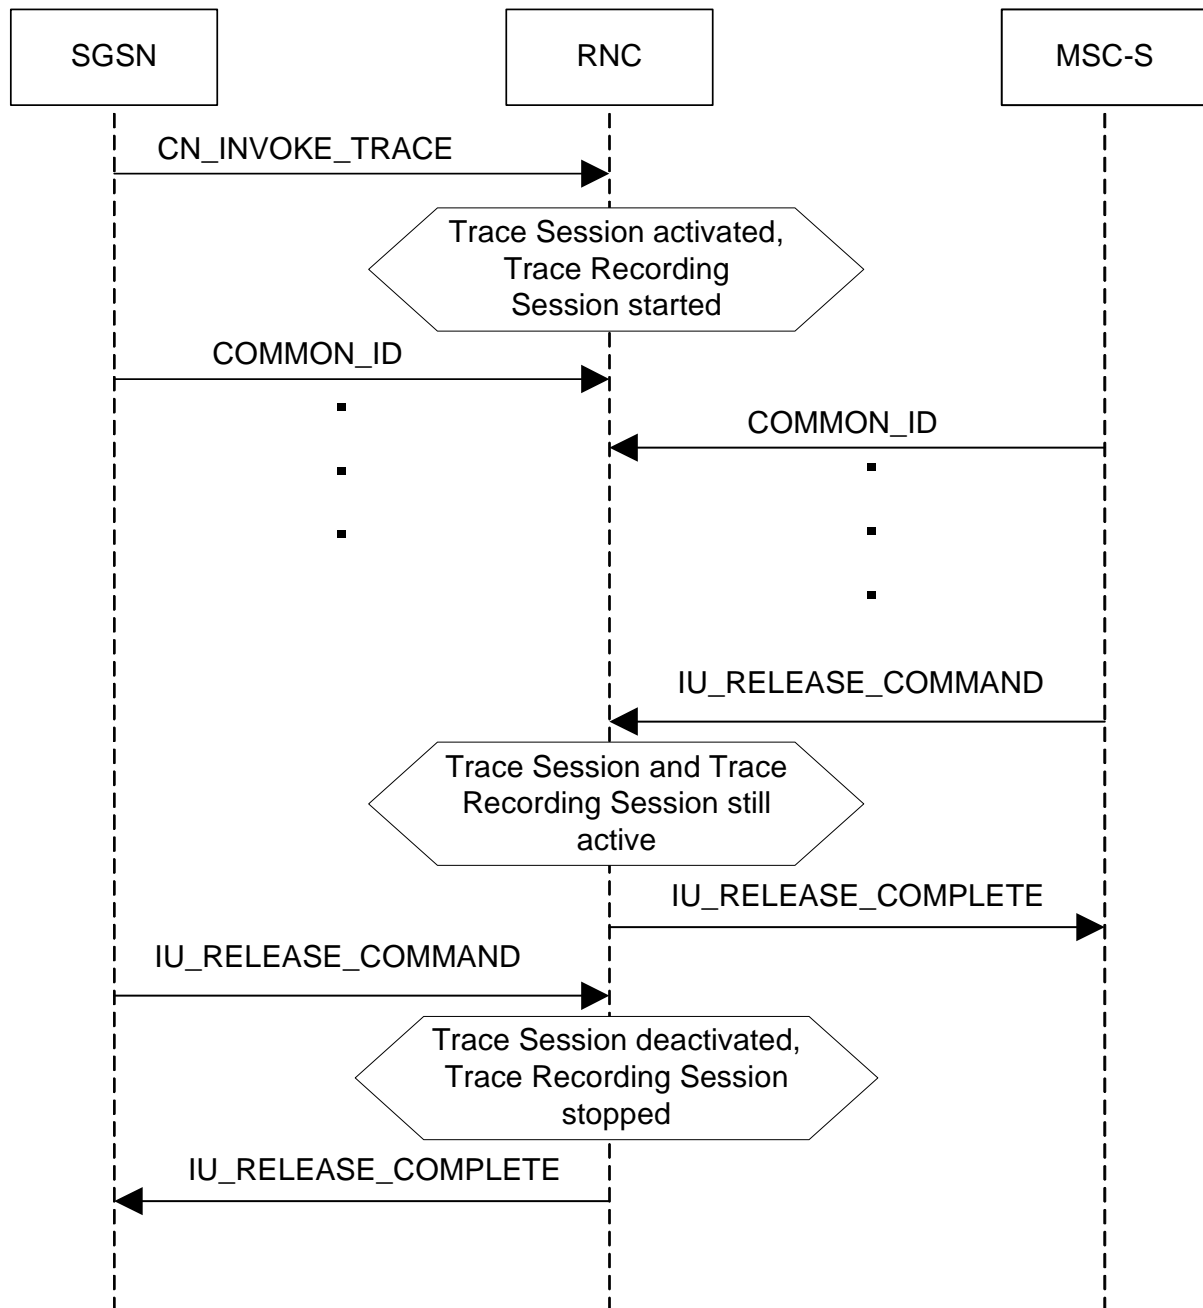 SGSN
RNC
MSC-S
CN_INVOKE_TRACE
Trace Session activated,
Trace Recording
Session started
COMMON_ID
COMMON_ID
IU_RELEASE_COMMAND
Trace Session and Trace
Recording Session still
active
IU_RELEASE_COMPLETE
IU_RELEASE_COMMAND
Trace Session deactivated,
Trace Recording Session
stopped
IU_RELEASE_COMPLETE